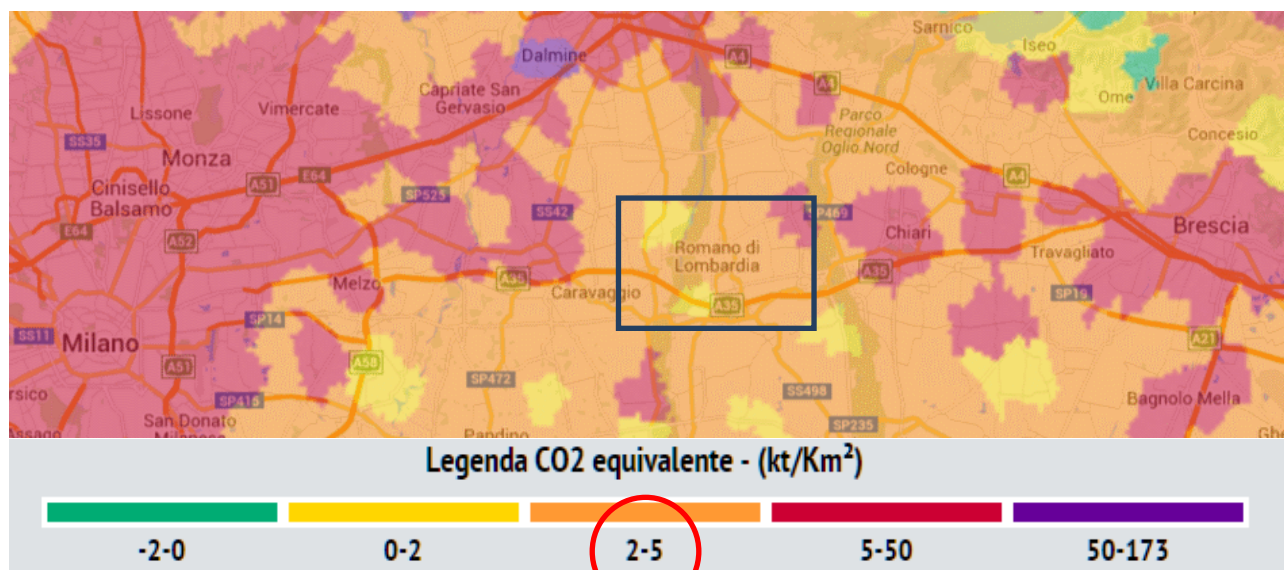 Sarnico
Dalmine
A4
Iseo
Capriate San
Gervasio
Villa Carcina
Lissone
Vimercate
Ome
Parco
Regionale
Oglio Nord
SS35
Concesio
Monza
E64
Cologne
A4
A51
Cinisello
Balsamo
SP525
SS42
SP469
Brescia
E64
A52
Chiari
Romano di
Lombardia
Travagliato
Melzo
A35
Caravaggio
SP19
A35
SP14
SS11
Milano
A21
A51
A58
SP472
SS498
rsico
SP415
Bagnolo Mella
San Donato
Milanese
Pandino
SP235
Assago
Legenda CO2 equivalente - (kt/Km²)
-2-0 0-2 2-5 5-50 50-173